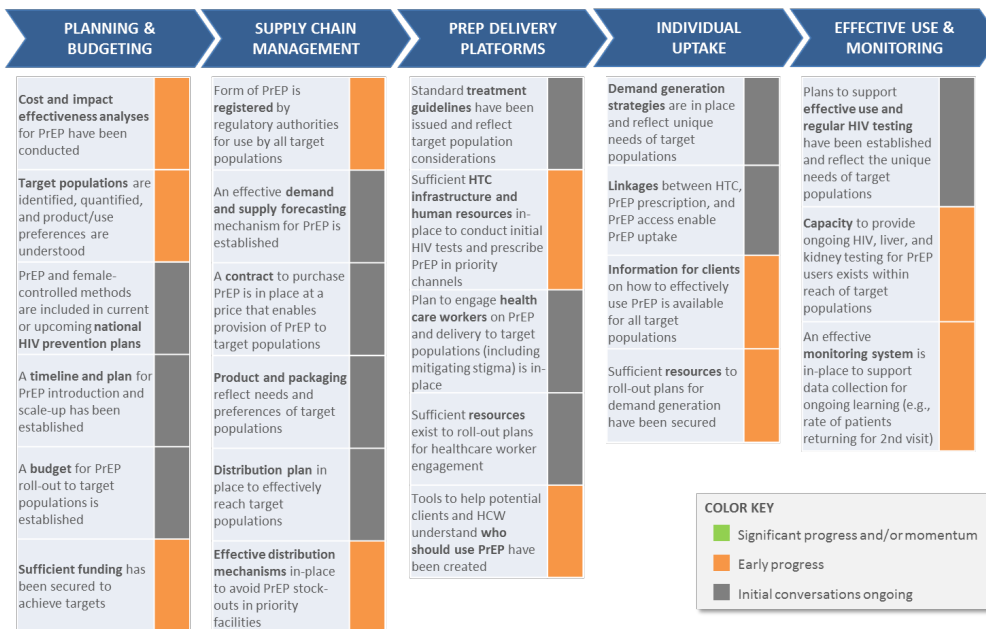 PLANNING &
BUDGETING
SUPPLY CHAIN
MANAGEMENT
PREP DELIVERY
PLATFORMS
INDIVIDUAL
UPTAKE
EFFECTIVE USE &
MONITORING
Cost and impact
effectiveness analyses
for PrEP have been
conducted
Target populations are
identified, quantified,
and product/use
preferences are
understood
PrEP and female-
controlled methods
are included in current
or upcoming national
HIV prevention plans
A timeline and plan for
PrEP introduction and
scale-up has been
established
A budget for PrEP
roll-out to target
populations is
established
Sufficient funding has
been secured to
achieve targets
Form of PrEP is
registered by
regulatory authorities
for use by all target
populations
An effective demand
and supply forecasting
mechanism for PrEP is
established
A contract to purchase
PrEP is in place at a
price that enables
provision of PrEP to
target populations
Product and packaging
reflect needs and
preferences of target
populations
Distribution plan in
place to effectively
reach target
populations
Effective distribution
mechanisms in-place
to avoid PrEP stock-
outs in priority
facilities
Standard treatment
guidelines have been
issued and reflect
target population
considerations
Sufficient HTC
infrastructure and
human resources in-
place to conduct initial
HIV tests and prescribe
PrEP in priority
channels
Plan to engage health
care workers on PrEP
and delivery to target
populations (including
mitigating stigma) is in-
place
Sufficient resources
exist to roll-out plans
for healthcare worker
engagement
Tools to help potential
clients and HCW
understand who
should use PrEP have
been created
Demand generation
strategies are in place
and reflect unique
needs of target
populations
Linkages between HTC,
PrEP prescription, and
PrEP access enable
PrEP uptake
Information for clients
on how to effectively
use PrEP is available
for all target
populations
Sufficient resources to
roll-out plans for
demand generation
have been secured
Plans to support
effective use and
regular HIV testing
have been established
and reflect the unique
needs of target
populations
Capacity to provide
ongoing HIV, liver, and
kidney testing for PrEP
users exists within
reach of target
populations
An effective
monitoring system is
in-place to support
data collection for
ongoing learning (e.g.,
rate of patients
returning for 2nd visit)
COLOR KEY
Significant progress and/or momentum
Early progress
Initial conversations ongoing